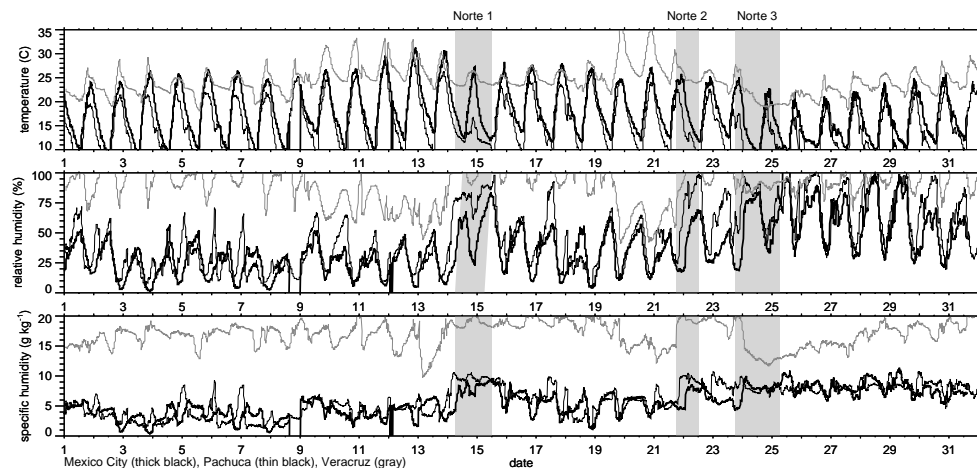 Norte 1 Norte 2 Norte 3
temperature (C)
35
30
25
20
15
10
1 3 5 7 9 11 13 15 17 19 21 23 25 27 29 31
relative humidity (%)
100
75
50
25
0
1 3 5 7 9 11 13 15 17 19 21 23 25 27 29 31
specific humidity (g kg⁻¹)
20
15
10
5
0
1 3 5 7 9 11 13 15 17 19 21 23 25 27 29 31
Mexico City (thick black), Pachuca (thin black), Veracruz (gray) date